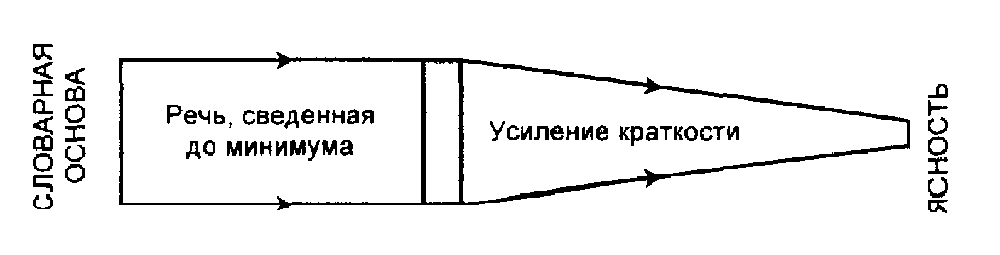 СЛОВАРНАЯ
ОСНОВА
Речь, сведенная
до минимума
Усиление краткости
ЯСНОСТЬ